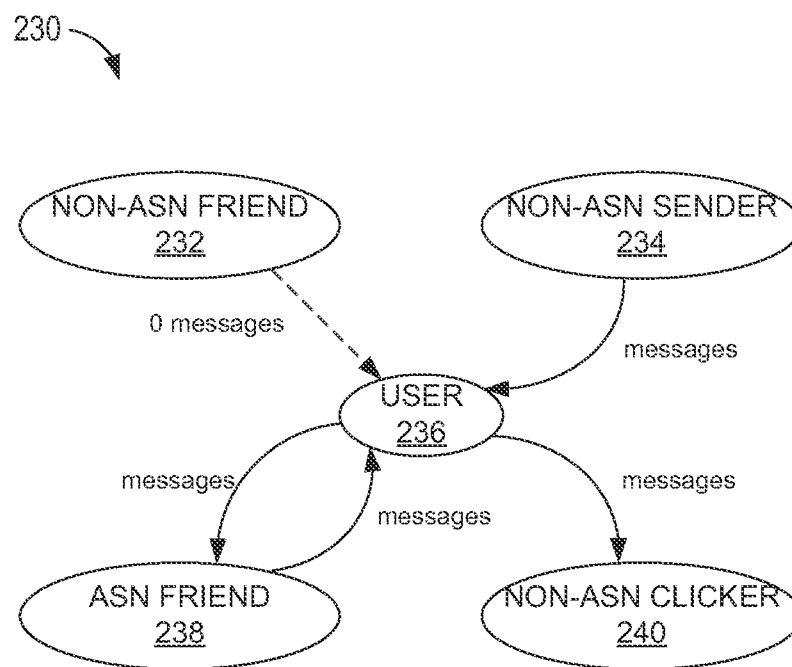 230
NON-ASN FRIEND
232
NON-ASN SENDER
234
0 messages
messages
USER
236
messages
messages
messages
ASN FRIEND
238
NON-ASN CLICKER
240